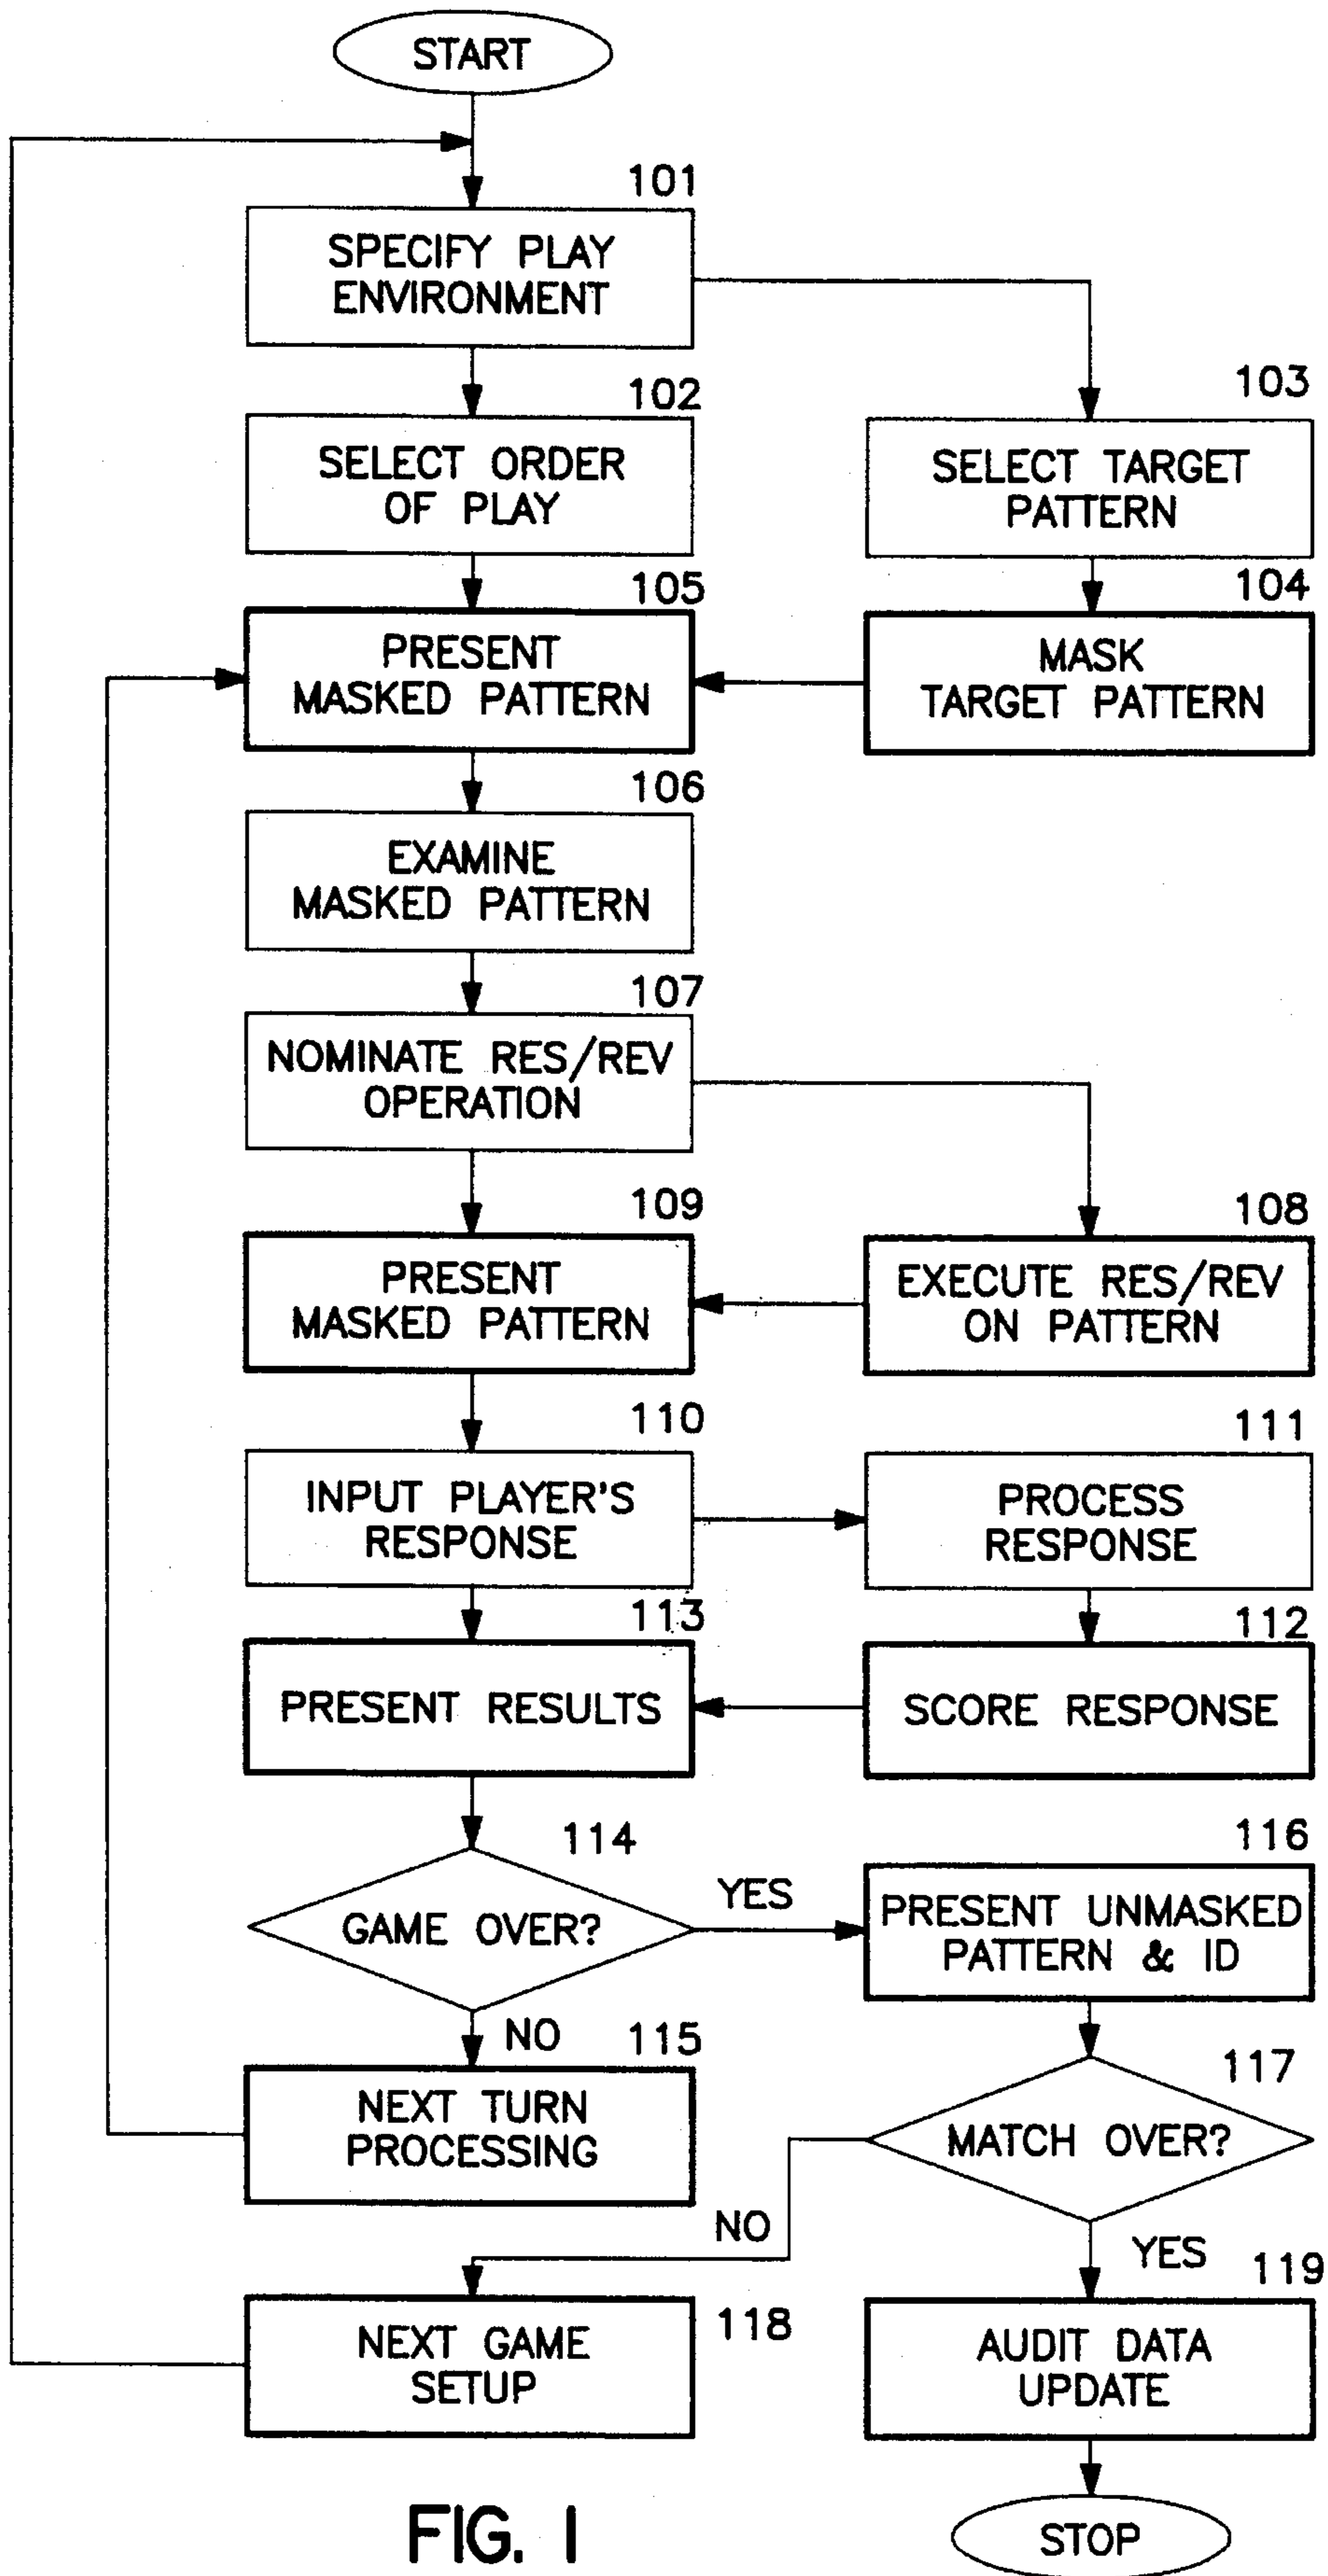 START
101
SPECIFY PLAY
ENVIRONMENT
102
SELECT ORDER
OF PLAY
103
SELECT TARGET
PATTERN
104
MASK
TARGET PATTERN
105
PRESENT
MASKED PATTERN
106
EXAMINE
MASKED PATTERN
107
NOMINATE RES/REV
OPERATION
108
EXECUTE RES/REV
ON PATTERN
109
PRESENT
MASKED PATTERN
110
INPUT PLAYER'S
RESPONSE
111
PROCESS
RESPONSE
112
SCORE RESPONSE
113
PRESENT RESULTS
114
GAME OVER?
YES
NO
115
NEXT TURN
PROCESSING
116
PRESENT UNMASKED
PATTERN & ID
117
MATCH OVER?
NO
YES
118
NEXT GAME
SETUP
119
AUDIT DATA
UPDATE
STOP
FIG. 1